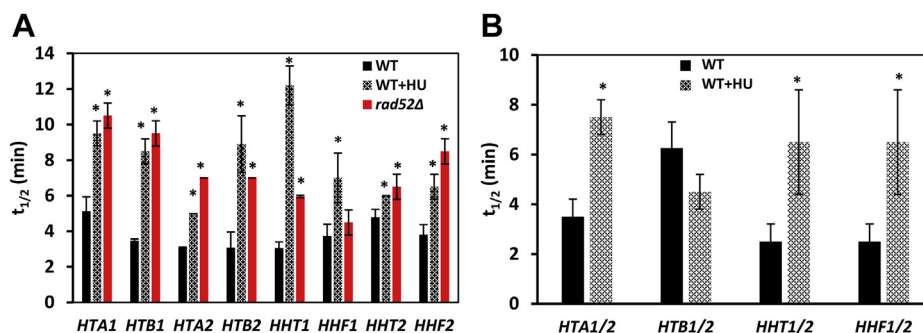 A
WT
WT+HU
rad52Δ
t1/2 (min)
14
12
10
8
6
4
2
0
* * * * * * * * * * * * * *
HTA1 HTB1 HTA2 HTB2 HHT1 HHF1 HHT2 HHF2
B
WT
WT+HU
t1/2 (min)
10
8
6
4
2
0
* * *
HTA1/2 HTB1/2 HHT1/2 HHF1/2